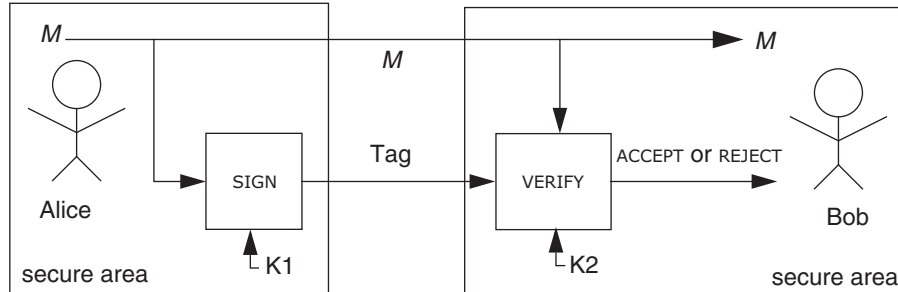 M
M
M
Tag
SIGN
VERIFY
ACCEPT or REJECT
Alice
Bob
K1
K2
secure area
secure area